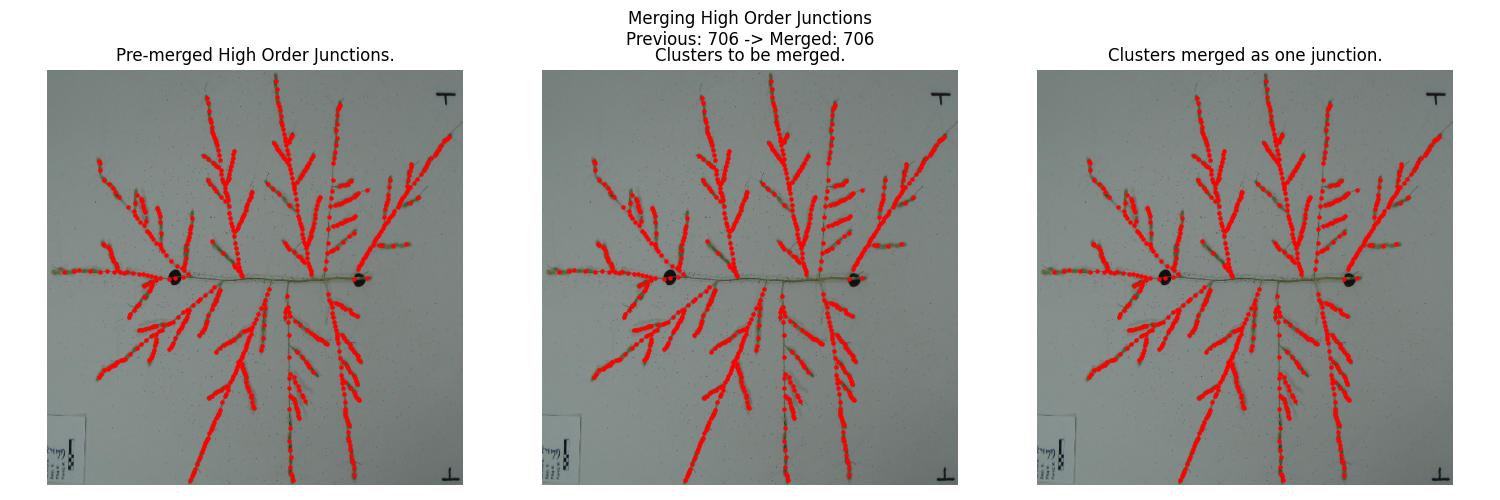 Merging High Order Junctions
Previous: 706 -> Merged: 706
Pre-merged High Order Junctions.
Clusters to be merged.
Clusters merged as one junction.